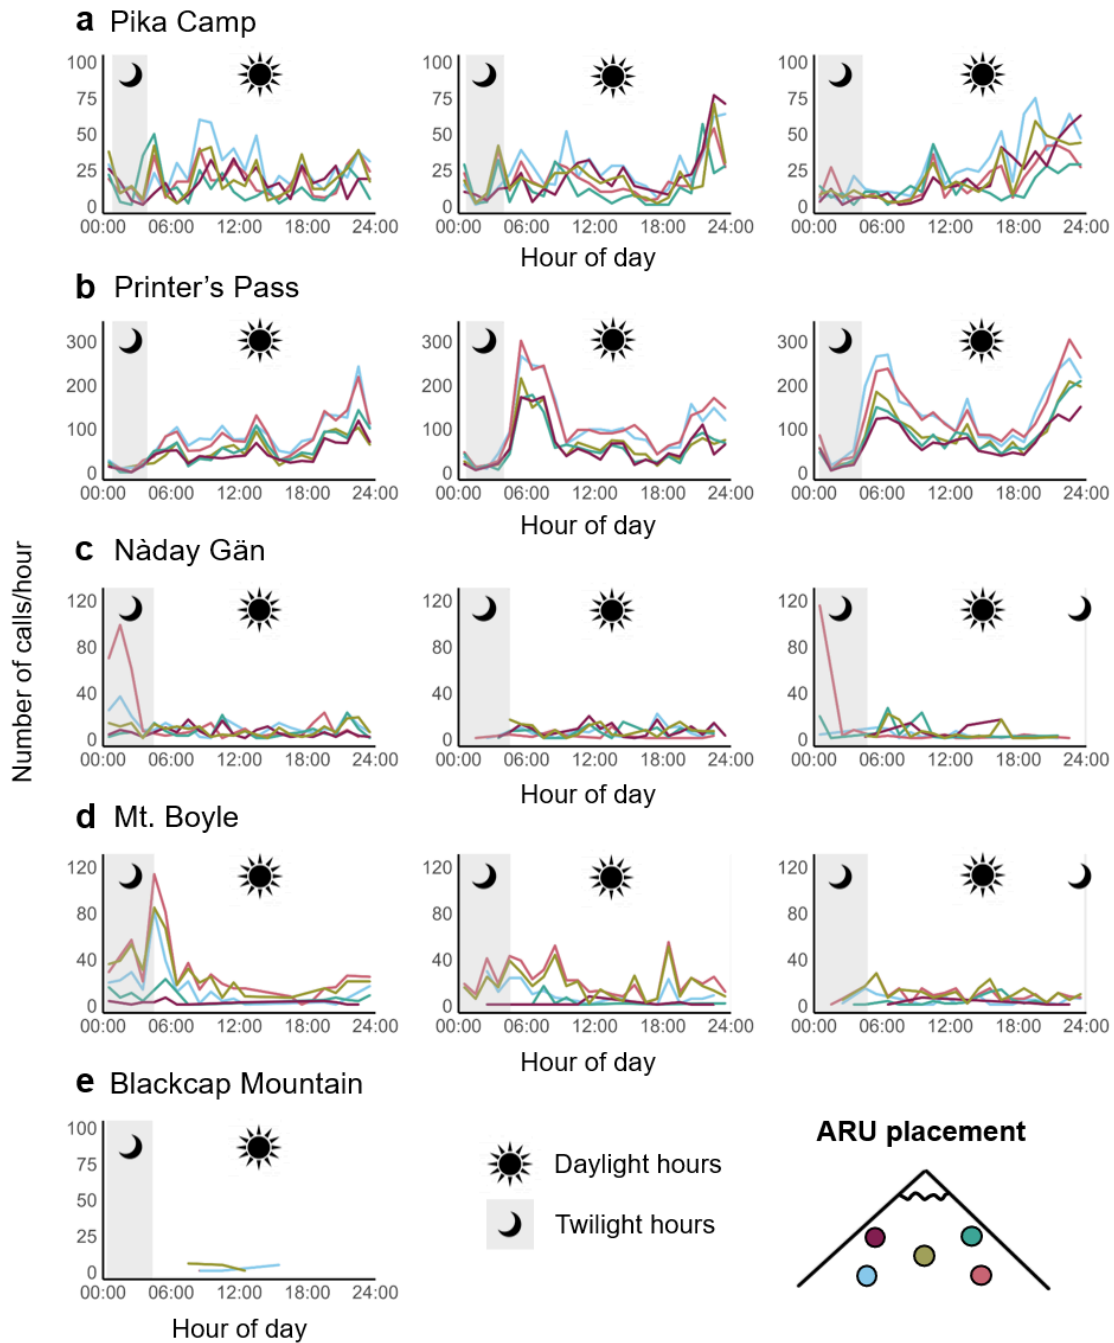 a Pika Camp
100 100 100
75 75 75
50 50 50
25 25 25
0 0 0
00:00 06:00 12:00 18:00 24:00 00:00 06:00 12:00 18:00 24:00 00:00 06:00 12:00 18:00 24:00
Hour of day
b Printer's Pass
300 300 300
200 200 200
100 100 100
0 0 0
00:00 06:00 12:00 18:00 24:00 00:00 06:00 12:00 18:00 24:00 00:00 06:00 12:00 18:00 24:00
Hour of day
Number of calls/hour
c Nàday Gän
120 120 120
80 80 80
40 40 40
0 0 0
00:00 06:00 12:00 18:00 24:00 00:00 06:00 12:00 18:00 24:00 00:00 06:00 12:00 18:00 24:00
Hour of day
d Mt. Boyle
120 120 120
80 80 80
40 40 40
0 0 0
00:00 06:00 12:00 18:00 24:00 00:00 06:00 12:00 18:00 24:00 00:00 06:00 12:00 18:00 24:00
Hour of day
e Blackcap Mountain
100
75
50
25
0
00:00 06:00 12:00 18:00 24:00
Hour of day
Daylight hours
Twilight hours
ARU placement